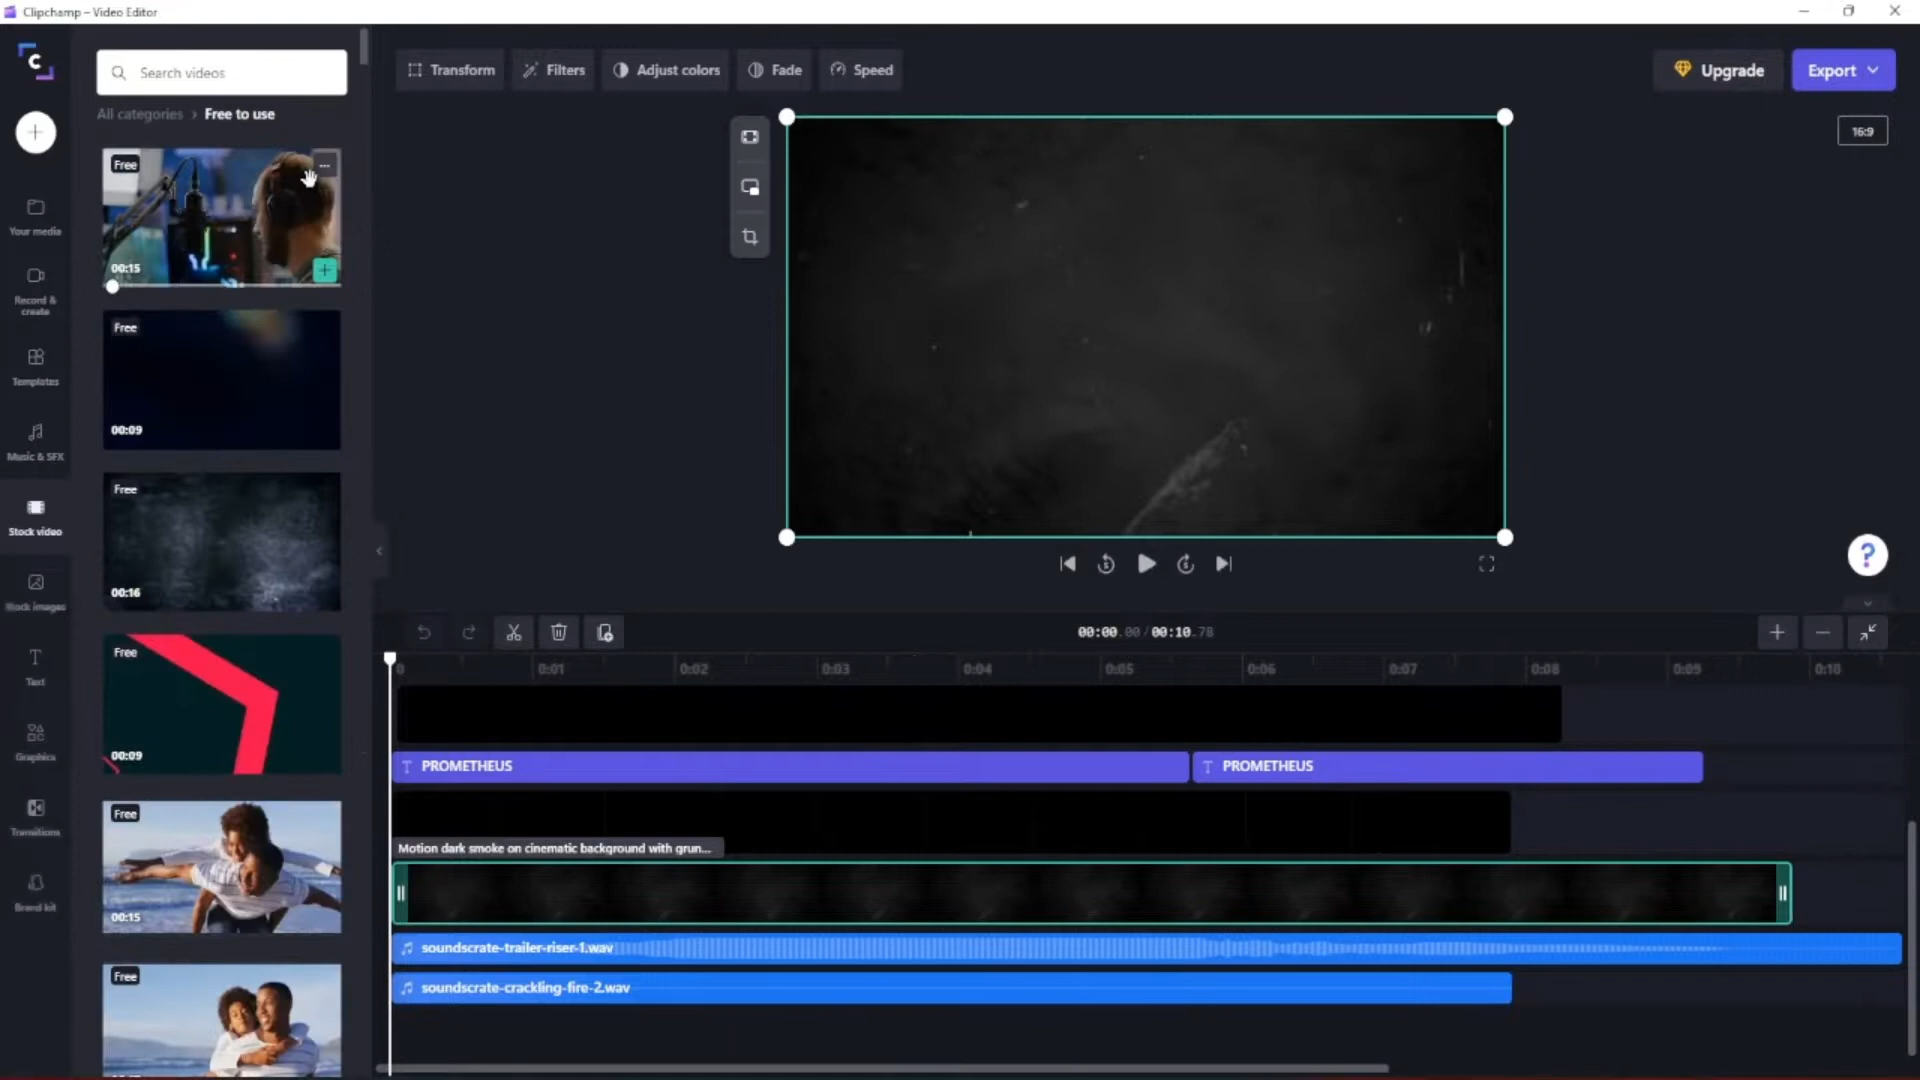 Clipchamp – Video Editor
Search videos
All categories › Free to use
Transform
Filters
Adjust colors
Fade
Speed
Upgrade
Export
16:9
Your media
Record & create
Templates
Music & SFX
Stock video
Stock images
Text
Graphics
Transitions
Brand kit
Free
00:15
Free
00:09
Free
00:16
Free
00:09
Free
00:15
Free
00:00.00 / 00:10.78
0
0:01
0:02
0:03
0:04
0:05
0:06
0:07
0:08
0:09
0:10
T PROMETHEUS
T PROMETHEUS
Motion dark smoke on cinematic background with grun...
soundscrate-trailer-riser-1.wav
soundscrate-crackling-fire-2.wav